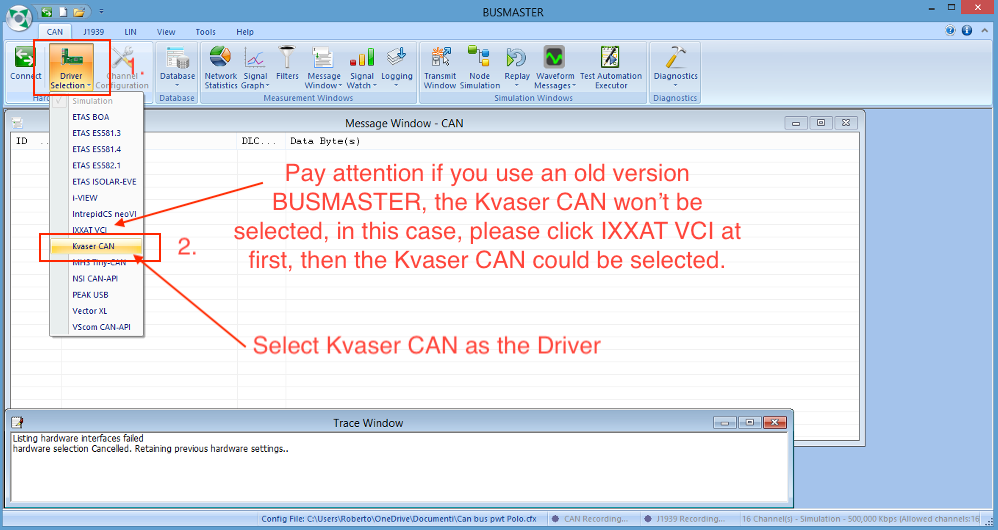 BUSMASTER
CAN J1939 LIN View Tools Help
Connect
Driver
Selection
Channel
Configuration
Database
Network
Statistics
Signal
Graph
Filters
Message
Window
Signal
Watch
Logging
Transmit
Window
Node
Simulation
Replay
Waveform
Messages
Test Automation
Executor
Diagnostics
Database
Measurement Windows
Simulation Windows
Diagnostics
Simulation
ETAS BOA
ETAS ES581.3
ETAS ES581.4
ETAS ES582.1
ETAS ISOLAR-EVE
i-VIEW
IntrepidCS neoVI
IXXAT VCI
Kvaser CAN
MHS Tiny-CAN
NSI CAN-API
PEAK USB
Vector XL
VScom CAN-API
Message Window - CAN
ID .. DLC... Data Byte(s)
Pay attention if you use an old version
BUSMASTER, the Kvaser CAN won't be
selected, in this case, please click IXXAT VCI at
first, then the Kvaser CAN could be selected.
2.
Select Kvaser CAN as the Driver
Trace Window
Listing hardware interfaces failed
hardware selection Cancelled. Retaining previous hardware settings..
Config File: C:\Users\Roberto\OneDrive\Documenti\Can bus pwt Polo.cfx CAN Recording... J1939 Recording... 16 Channel(s) - Simulation - 500,000 Kbps (Allowed channels:16